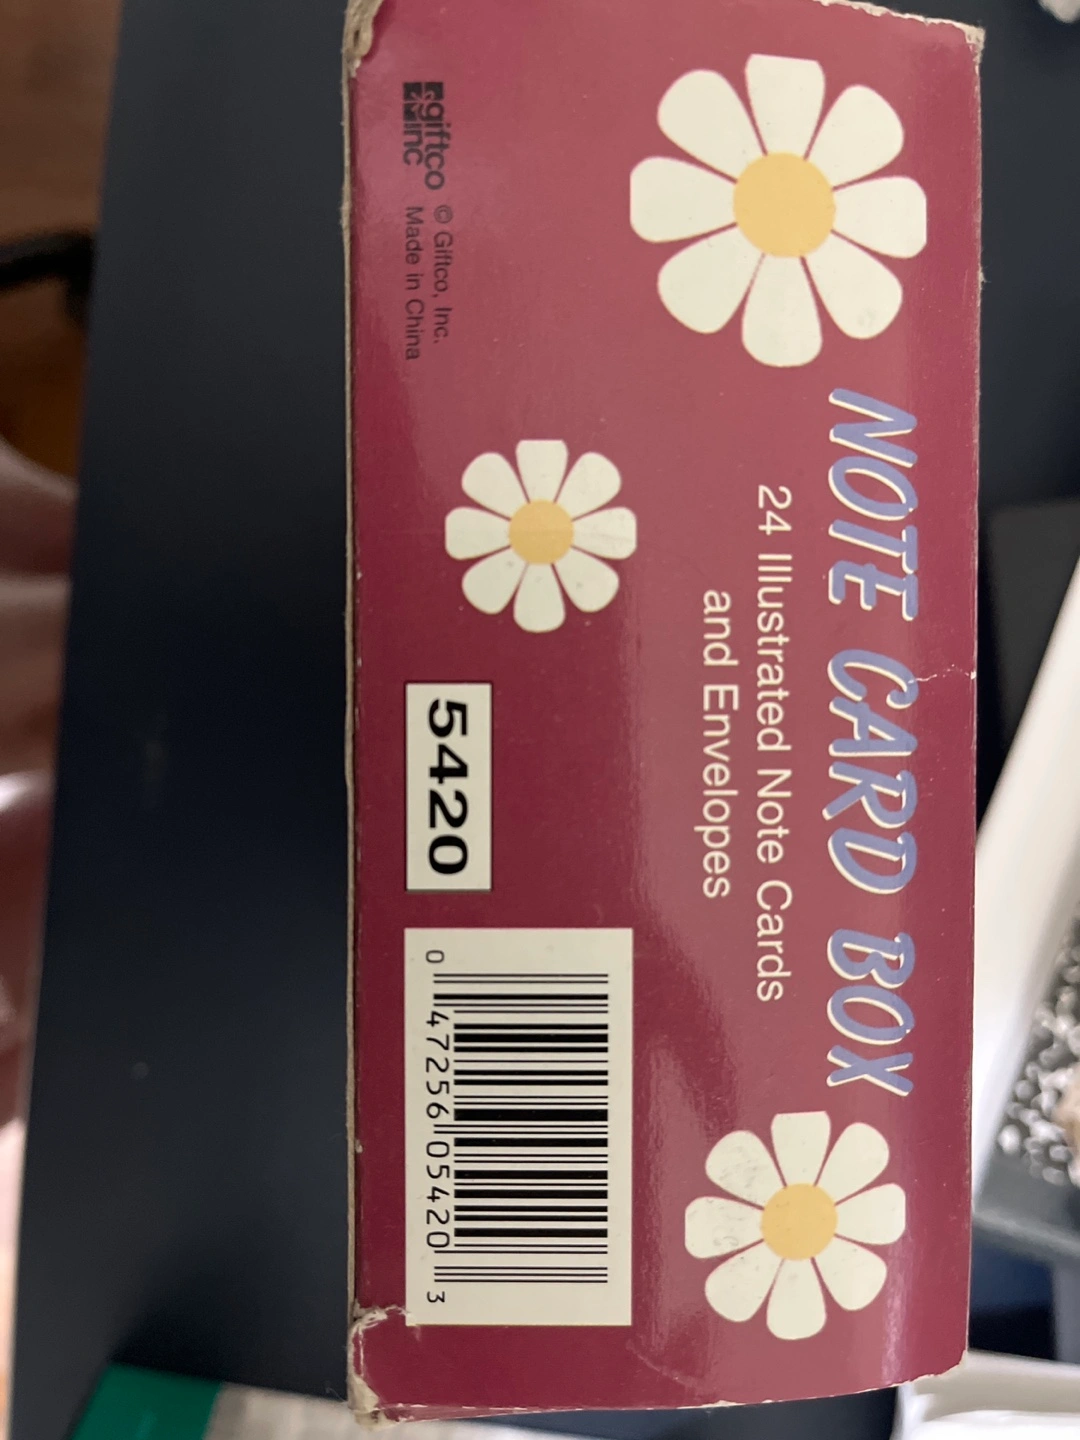 NOTE CARD BOX
24 Illustrated Note Cards
and Envelopes
giftco
inc
© Giftco, Inc.
Made in China
5420
0 47256 05420 3